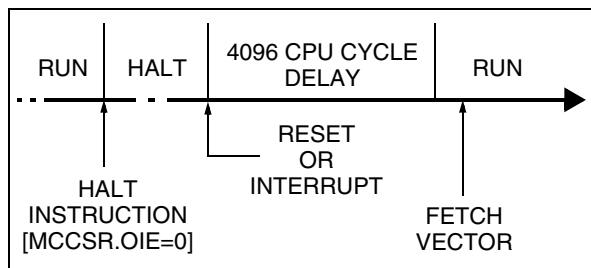 RUN
HALT
4096 CPU CYCLE
DELAY
RUN
RESET
OR
INTERRUPT
HALT
INSTRUCTION
[MCCSR.OIE=0]
FETCH
VECTOR